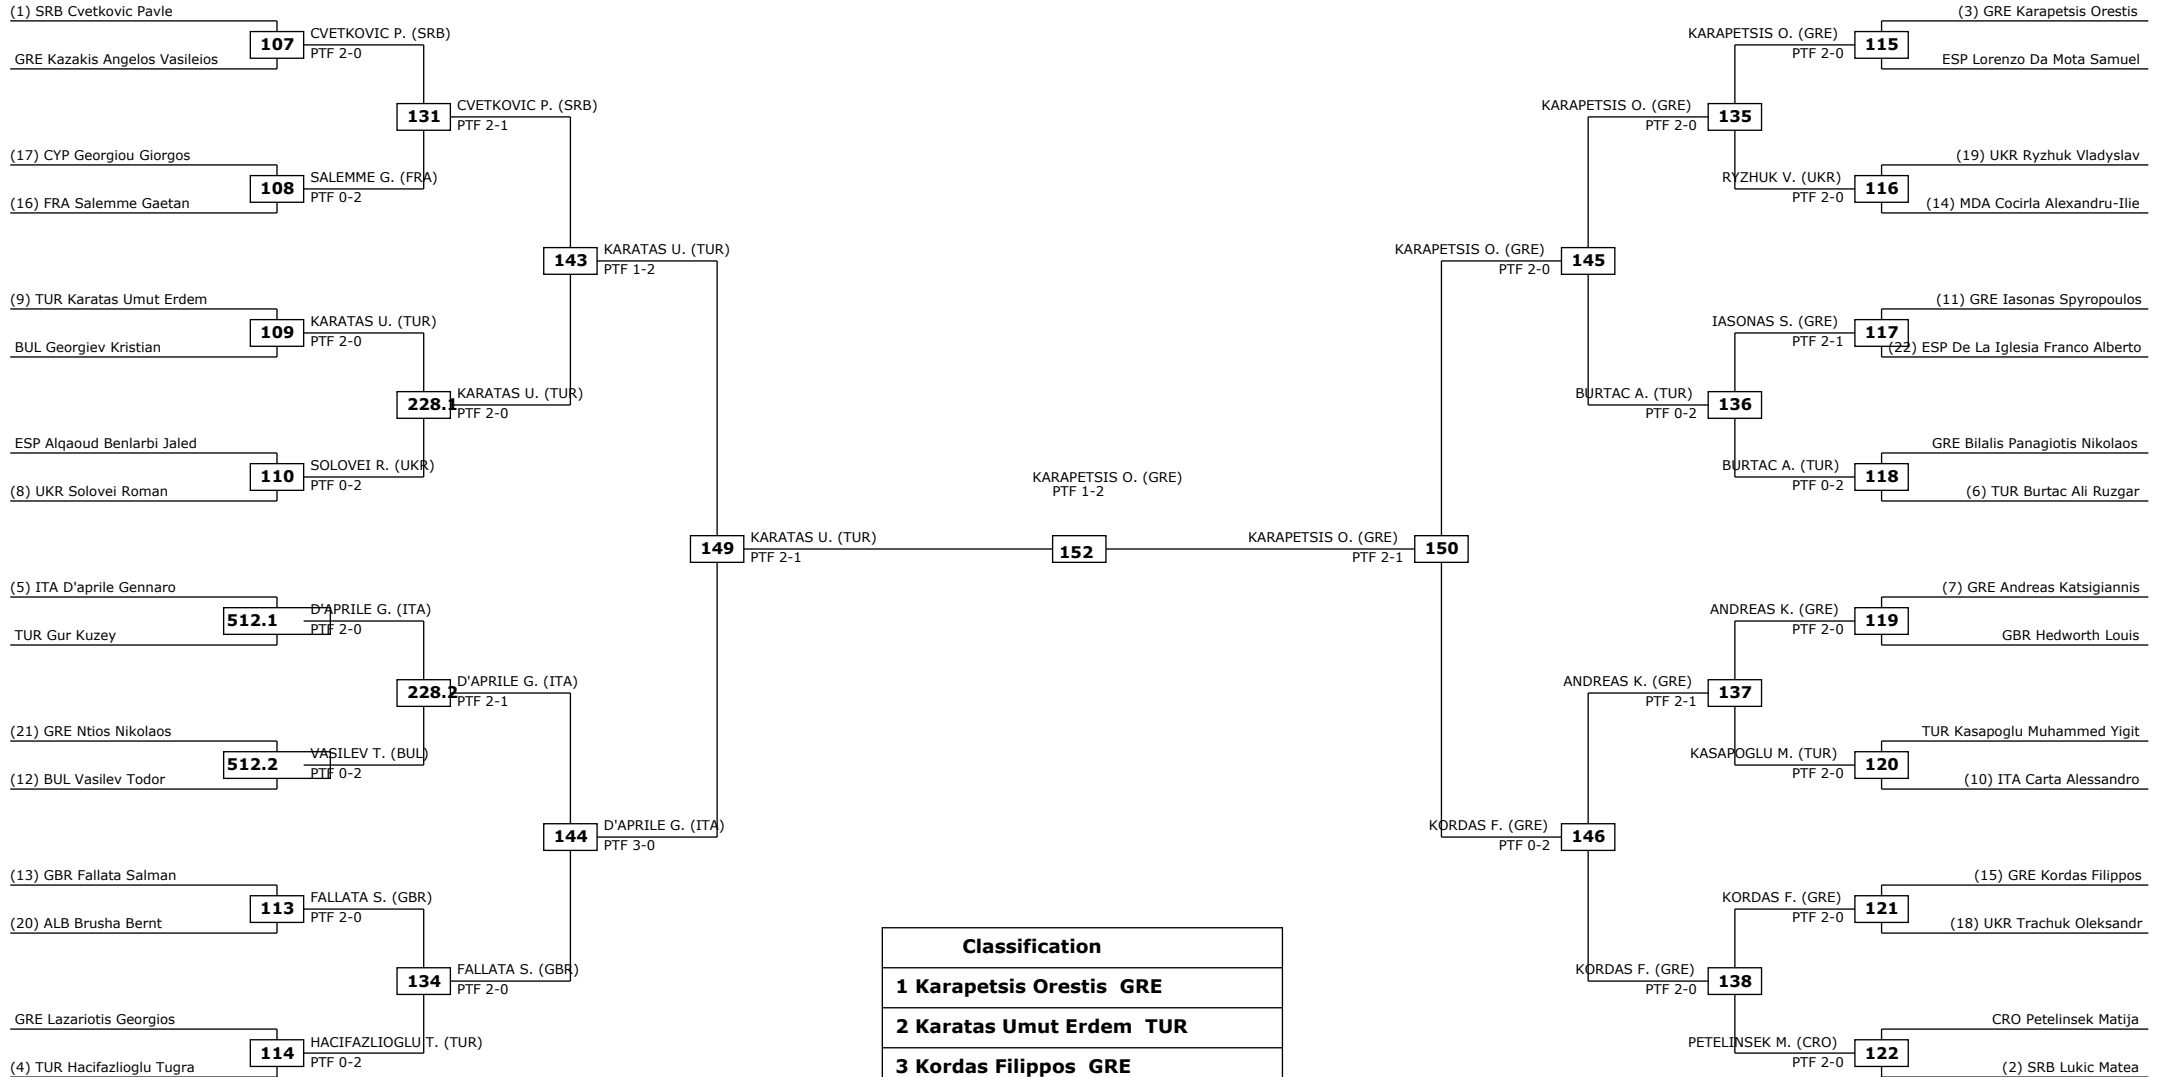 (1) SRB Cvetkovic Pavle
107
CVETKOVIC P. (SRB)
PTF 2-0
GRE Kazakis Angelos Vasileios
131
CVETKOVIC P. (SRB)
PTF 2-1
(17) CYP Georgiou Giorgos
108
SALEMME G. (FRA)
PTF 0-2
(16) FRA Salemme Gaetan
143
KARATAS U. (TUR)
PTF 1-2
(9) TUR Karatas Umut Erdem
109
KARATAS U. (TUR)
PTF 2-0
BUL Georgiev Kristian
228.1
KARATAS U. (TUR)
PTF 2-0
ESP Alqaoud Benlarbi Jaled
110
SOLOVEI R. (UKR)
PTF 0-2
(8) UKR Solovei Roman
149
KARATAS U. (TUR)
PTF 2-1
(5) ITA D'aprile Gennaro
512.1
D'APRILE G. (ITA)
PTF 2-0
TUR Gur Kuzey
228.2
D'APRILE G. (ITA)
PTF 2-1
(21) GRE Ntios Nikolaos
512.2
VASILEV T. (BUL)
PTF 0-2
(12) BUL Vasilev Todor
144
D'APRILE G. (ITA)
PTF 3-0
(13) GBR Fallata Salman
113
FALLATA S. (GBR)
PTF 2-0
(20) ALB Brusha Bernt
134
FALLATA S. (GBR)
PTF 2-0
GRE Lazariotis Georgios
114
HACIFAZLIOGLU T. (TUR)
PTF 0-2
(4) TUR Hacifazlioglu Tugra
KARAPETSIS O. (GRE)
PTF 1-2
152
(3) GRE Karapetsis Orestis
KARAPETSIS O. (GRE)
PTF 2-0
115
ESP Lorenzo Da Mota Samuel
KARAPETSIS O. (GRE)
PTF 2-0
135
(19) UKR Ryzhuk Vladyslav
RYZHUK V. (UKR)
PTF 2-0
116
(14) MDA Cocirla Alexandru-Ilie
KARAPETSIS O. (GRE)
PTF 2-0
145
(11) GRE Iasonas Spyropoulos
IASONAS S. (GRE)
PTF 2-1
117
(22) ESP De La Iglesia Franco Alberto
BURTAC A. (TUR)
PTF 0-2
136
GRE Bilalis Panagiotis Nikolaos
BURTAC A. (TUR)
PTF 0-2
118
(6) TUR Burtac Ali Ruzgar
KARAPETSIS O. (GRE)
PTF 2-1
150
(7) GRE Andreas Katsigiannis
ANDREAS K. (GRE)
PTF 2-0
119
GBR Hedworth Louis
ANDREAS K. (GRE)
PTF 2-1
137
TUR Kasapoglu Muhammed Yigit
KASAPOGLU M. (TUR)
PTF 2-0
120
(10) ITA Carta Alessandro
KORDAS F. (GRE)
PTF 0-2
146
(15) GRE Kordas Filippos
KORDAS F. (GRE)
PTF 2-0
121
(18) UKR Trachuk Oleksandr
KORDAS F. (GRE)
PTF 2-0
138
CRO Petelinsek Matija
PETELINSEK M. (CRO)
PTF 2-0
122
(2) SRB Lukic Matea
Classification
1 Karapetsis Orestis GRE
2 Karatas Umut Erdem TUR
3 Kordas Filippos GRE